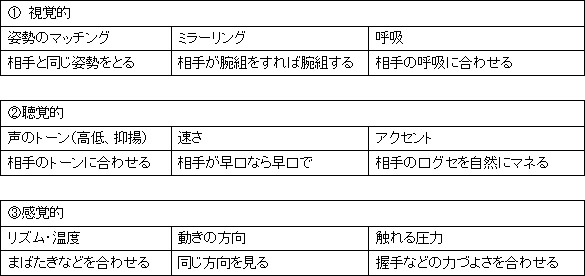 ① 視覚的
姿勢のマッチング ミラーリング 呼吸
相手と同じ姿勢をとる 相手が腕組をすれば腕組する 相手の呼吸に合わせる
②聴覚的
声のトーン(高低、抑揚) 速さ アクセント
相手のトーンに合わせる 相手が早口なら早口で 相手の口グセを自然にマネる
③感覚的
リズム・温度 動きの方向 触れる圧力
まばたきなどを合わせる 同じ方向を見る 握手などの力づよさを合わせる